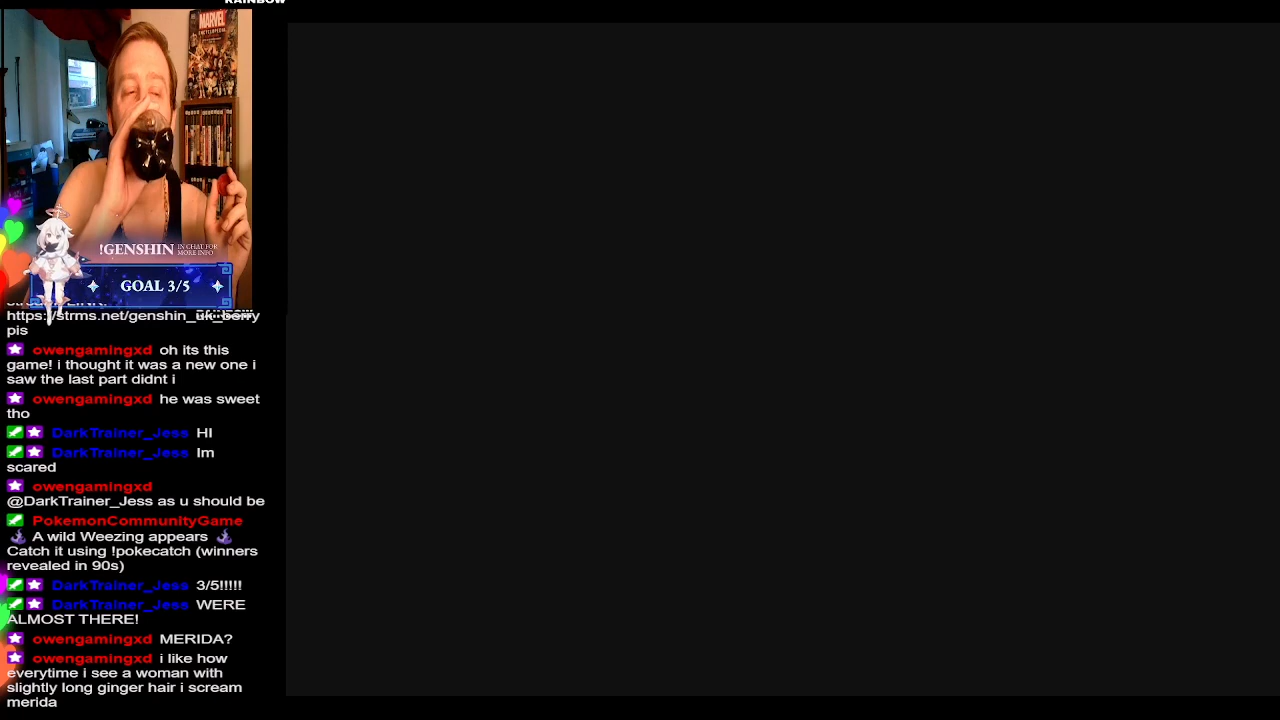 RAINBOW
MARVEL
ENCYCLOPEDIA
!GENSHIN IN CHAT FOR
MORE INFO
GOAL 3/5
https://strms.net/genshin_uk_berry
pis
owengamingxd oh its this
game! i thought it was a new one i
saw the last part didnt i
owengamingxd he was sweet
tho
DarkTrainer_Jess HI
DarkTrainer_Jess Im
scared
owengamingxd
@DarkTrainer_Jess as u should be
PokemonCommunityGame
A wild Weezing appears
Catch it using !pokecatch (winners
revealed in 90s)
DarkTrainer_Jess 3/5!!!!!
DarkTrainer_Jess WERE
ALMOST THERE!
owengamingxd MERIDA?
owengamingxd i like how
everytime i see a woman with
slightly long ginger hair i scream
merida